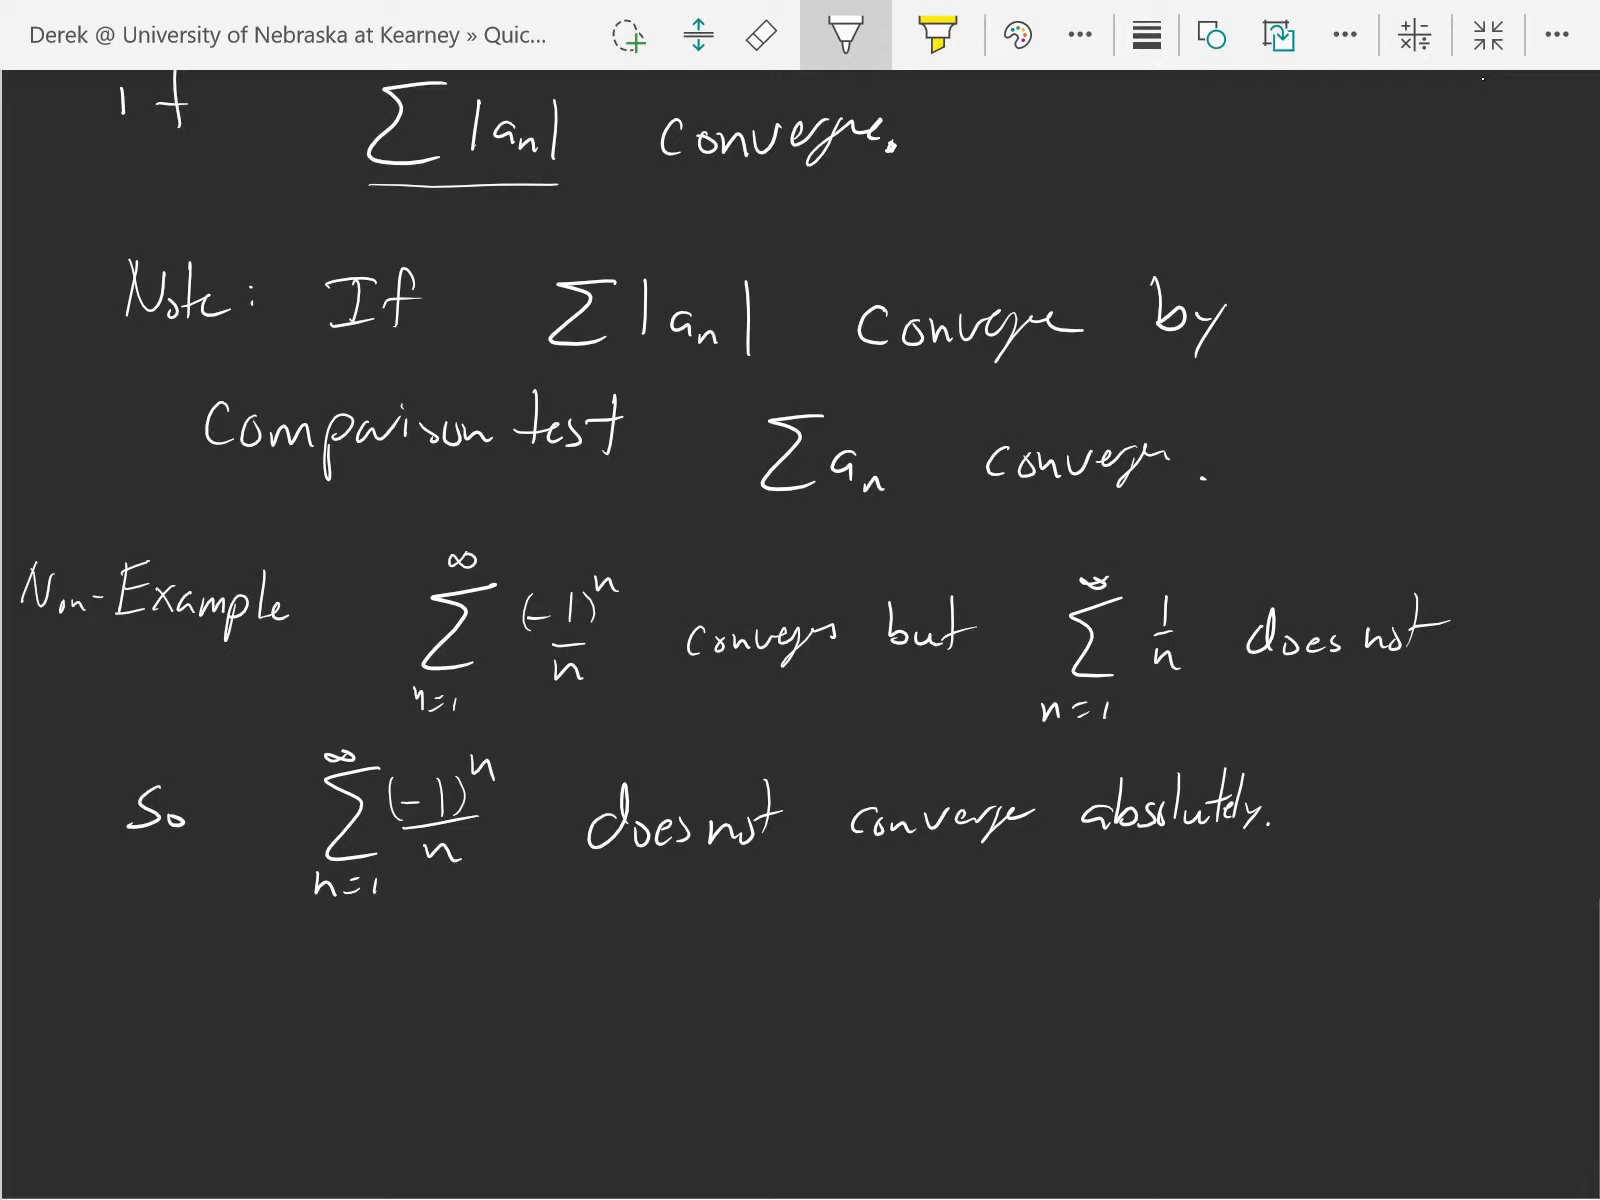 Derek @ University of Nebraska at Kearney » Quic...
if ∑ |aₙ| converge.
Note: If ∑ |aₙ| converge by
Comparison test ∑ aₙ converge.
Non-Example ∑_{n=1}^{∞} (-1)^n/n converges but ∑_{n=1}^{∞} 1/n does not
So ∑_{n=1}^{∞} (-1)^n/n does not converge absolutely.